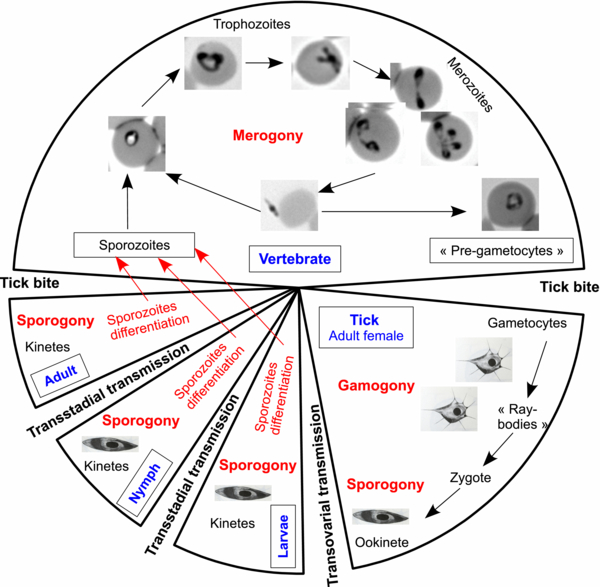 Trophozoites
Merozoites
Merogony
Sporozoites
Vertebrate
« Pre-gametocytes »
Tick bite
Tick bite
Sporogony
Sporozoites
differentiation
Kinetes
Adult
Transstadial transmission
Sporozoites
differentiation
Sporogony
Kinetes
Nymph
Transstadial transmission
Sporozoites
differentiation
Sporogony
Kinetes
Larvae
Transovarial transmission
Tick
Adult female
Gametocytes
Gamogony
« Ray-
bodies »
Zygote
Sporogony
Ookinete